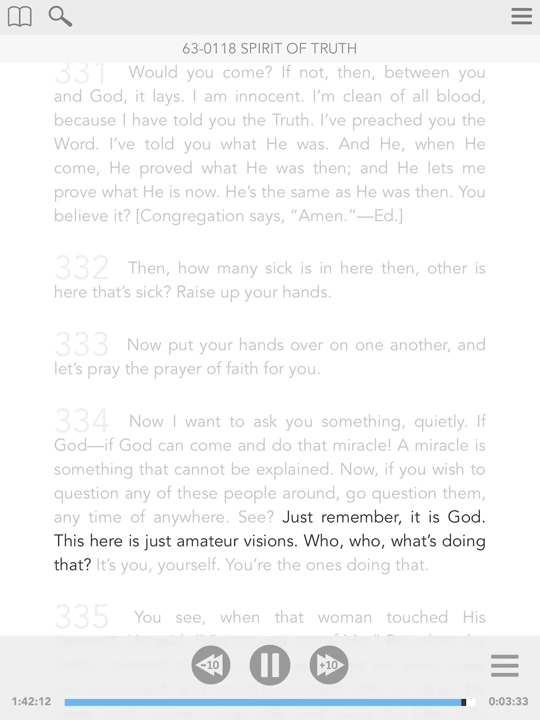 63-0118 SPIRIT OF TRUTH
331 Would you come? If not, then, between you
and God, it lays. I am innocent. I'm clean of all blood,
because I have told you the Truth. I've preached you the
Word. I've told you what He was. And He, when He
come, He proved what He was then; and He lets me
prove what He is now. He's the same as He was then. You
believe it? [Congregation says, “Amen.”—Ed.]
332 Then, how many sick is in here then, other is
here that's sick? Raise up your hands.
333 Now put your hands over on one another, and
let's pray the prayer of faith for you.
334 Now I want to ask you something, quietly. If
God—if God can come and do that miracle! A miracle is
something that cannot be explained. Now, if you wish to
question any of these people around, go question them,
any time of anywhere. See? Just remember, it is God.
This here is just amateur visions. Who, who, what's doing
that? It's you, yourself. You're the ones doing that.
335 You see, when that woman touched His
-10 +10
1:42:12 0:03:33